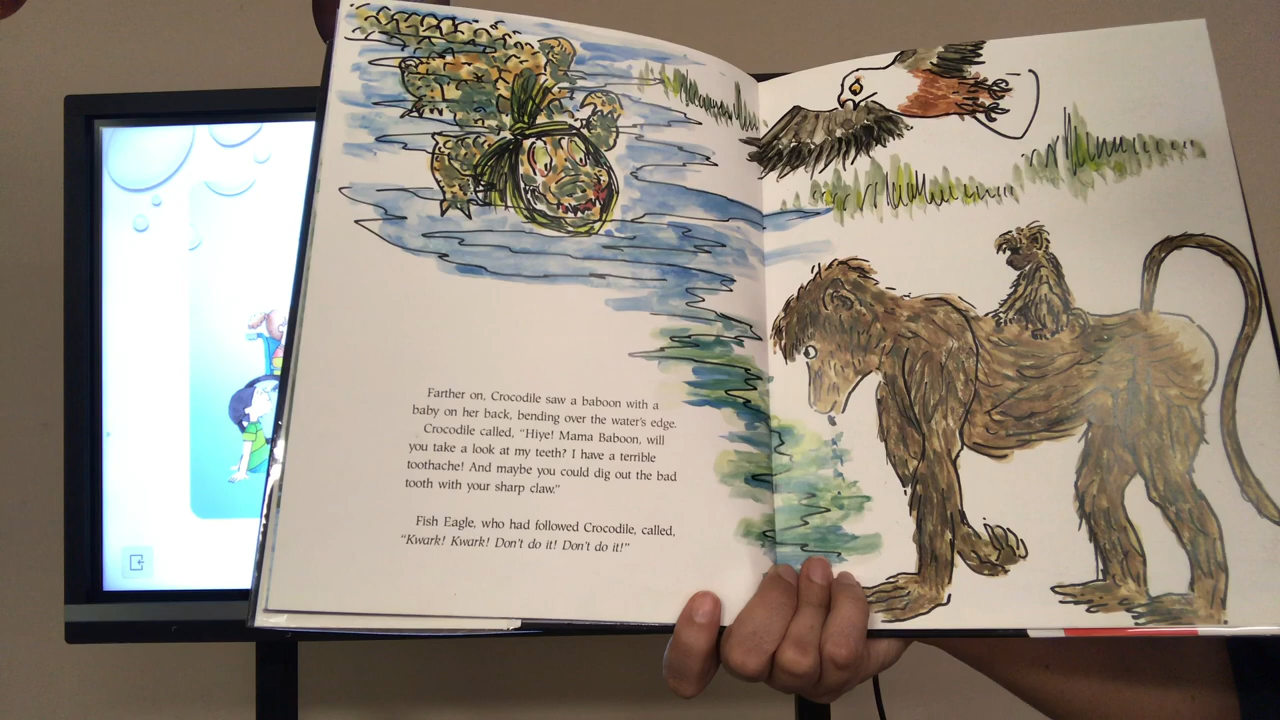 Farther on, Crocodile saw a baboon with a
baby on her back, bending over the water's edge.
Crocodile called, "Hiye! Mama Baboon, will
you take a look at my teeth? I have a terrible
toothache! And maybe you could dig out the bad
tooth with your sharp claw."
Fish Eagle, who had followed Crocodile, called,
"Kwark! Kwark! Don't do it! Don't do it!"